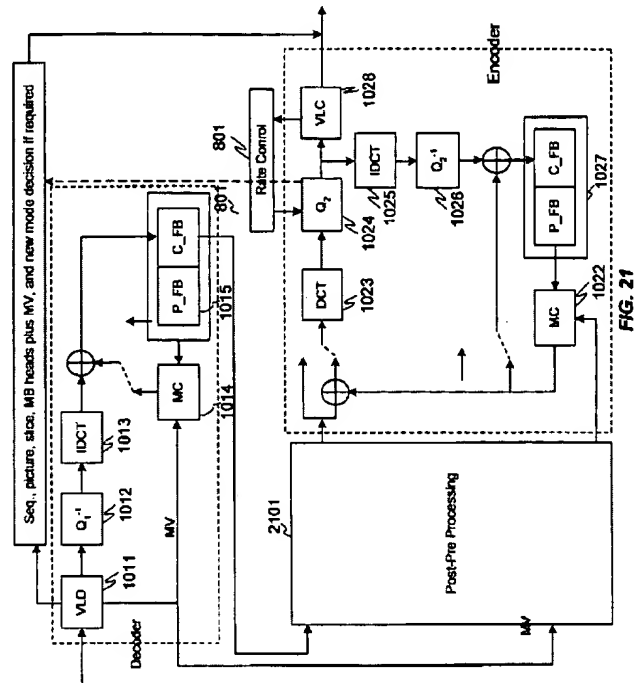 Seq., picture, slice, MB heads plus MV, and new mode decision if required
VLD
1011
Q₁⁻¹
1012
IDCT
1013
MC
1014
P_FB
C_FB
1015
MV
Decoder
801
Rate Control
801
VLC
1028
Q₂
1024
DCT
1023
IDCT
1025
Q₂⁻¹
1026
P_FB
C_FB
1027
MC
1022
Encoder
2101
Post-Pre Processing
MV
FIG. 21